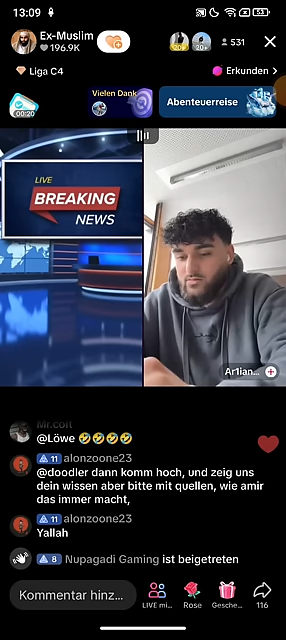 13:09
53
Ex-Muslim
196.9K
20+
20+
531
Liga C4
Erkunden >
00:20
Vielen Dank
Abenteuerreise
LIVE
BREAKING
NEWS
Ar1ian...
Mr.colt
@Löwe 🤣🤣🤣🤣
11 alonzoone23
@doodler dann komm hoch, und zeig uns
dein wissen aber bitte mit quellen, wie amir
das immer macht,
11 alonzoone23
Yallah
8 Nupagadi Gaming ist beigetreten
Kommentar hinz...
LIVE mi...
Rose
Gesche...
116